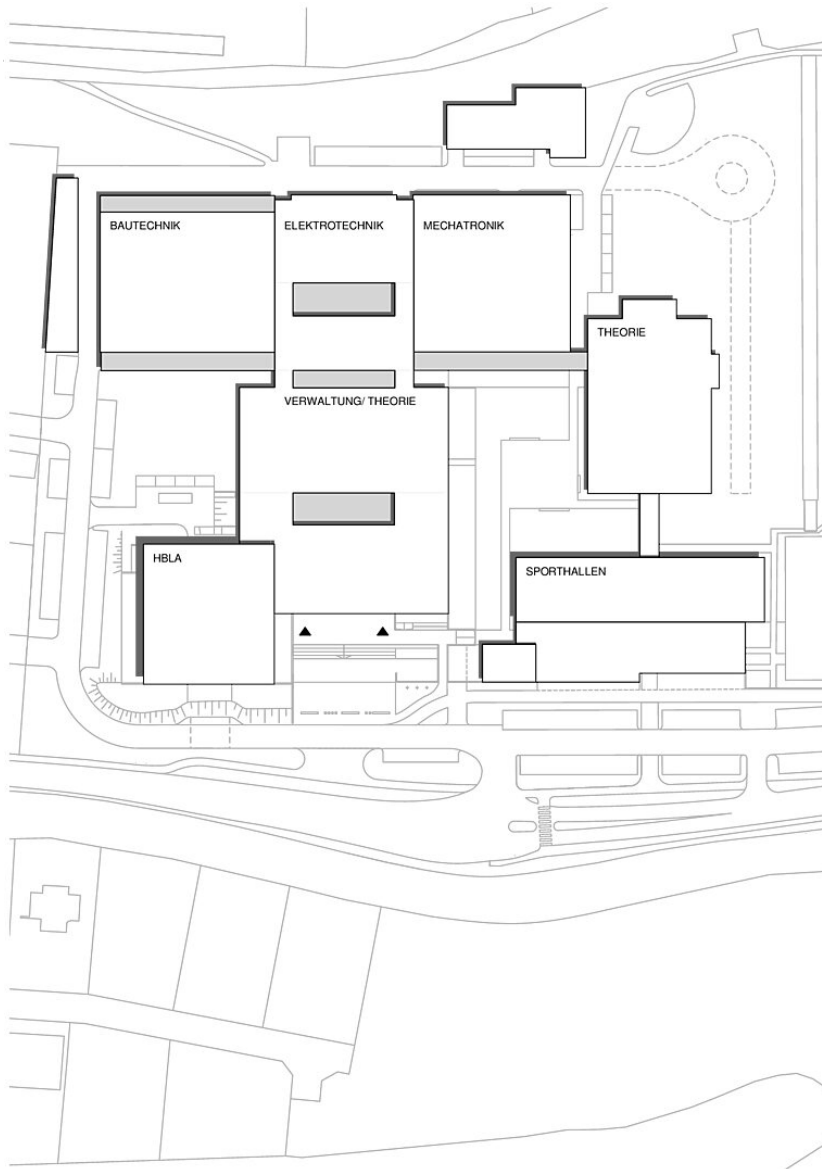 BAUTECHNIK
ELEKTROTECHNIK
MECHATRONIK
THEORIE
VERWALTUNG/ THEORIE
HBLA
SPORTHALLEN